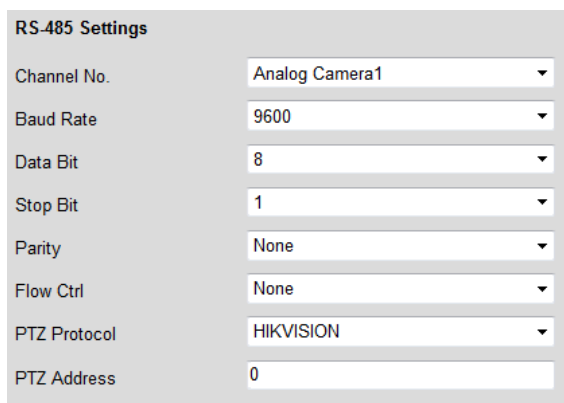 RS-485 Settings
Channel No. Analog Camera1
Baud Rate 9600
Data Bit 8
Stop Bit 1
Parity None
Flow Ctrl None
PTZ Protocol HIKVISION
PTZ Address 0